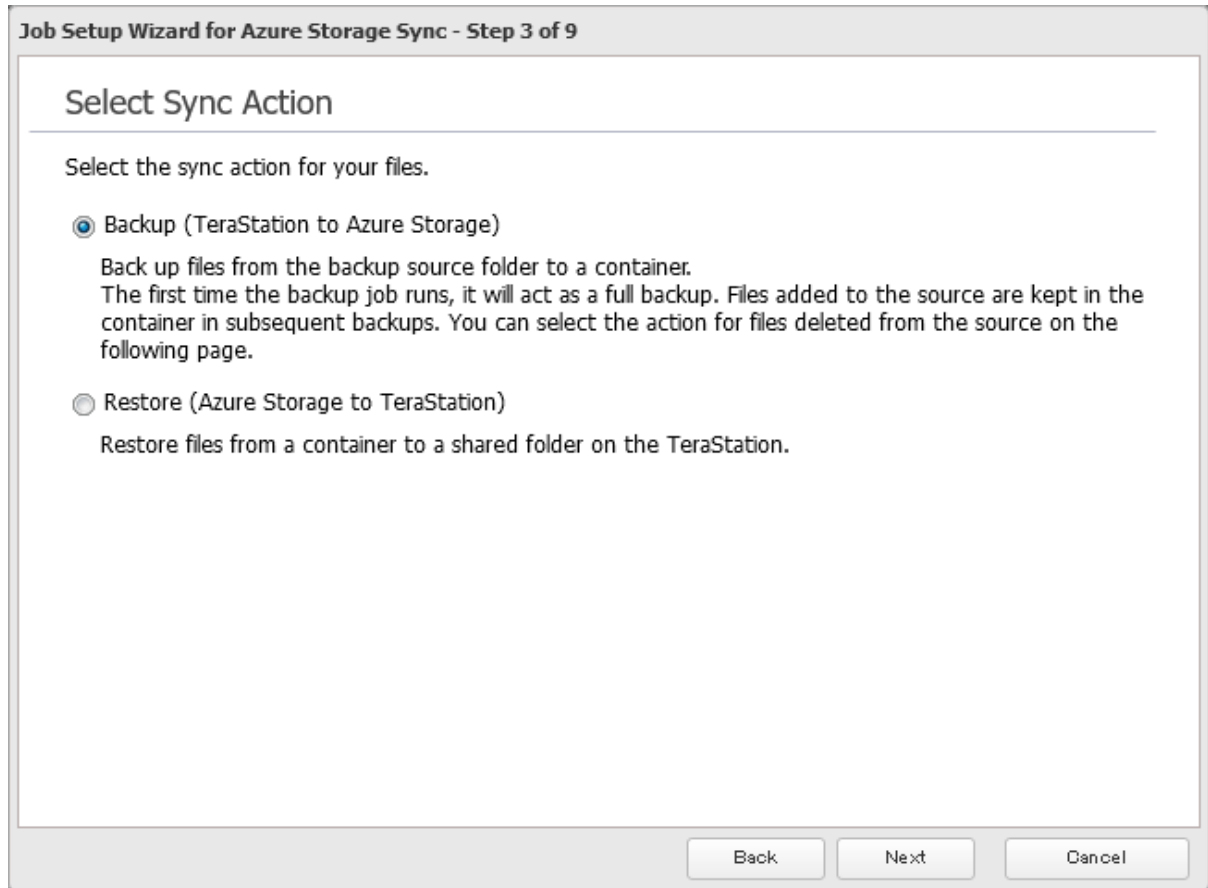 Job Setup Wizard for Azure Storage Sync - Step 3 of 9
Select Sync Action
Select the sync action for your files.
Backup (TeraStation to Azure Storage)
Back up files from the backup source folder to a container.
The first time the backup job runs, it will act as a full backup. Files added to the source are kept in the
container in subsequent backups. You can select the action for files deleted from the source on the
following page.
Restore (Azure Storage to TeraStation)
Restore files from a container to a shared folder on the TeraStation.
Back Next Cancel